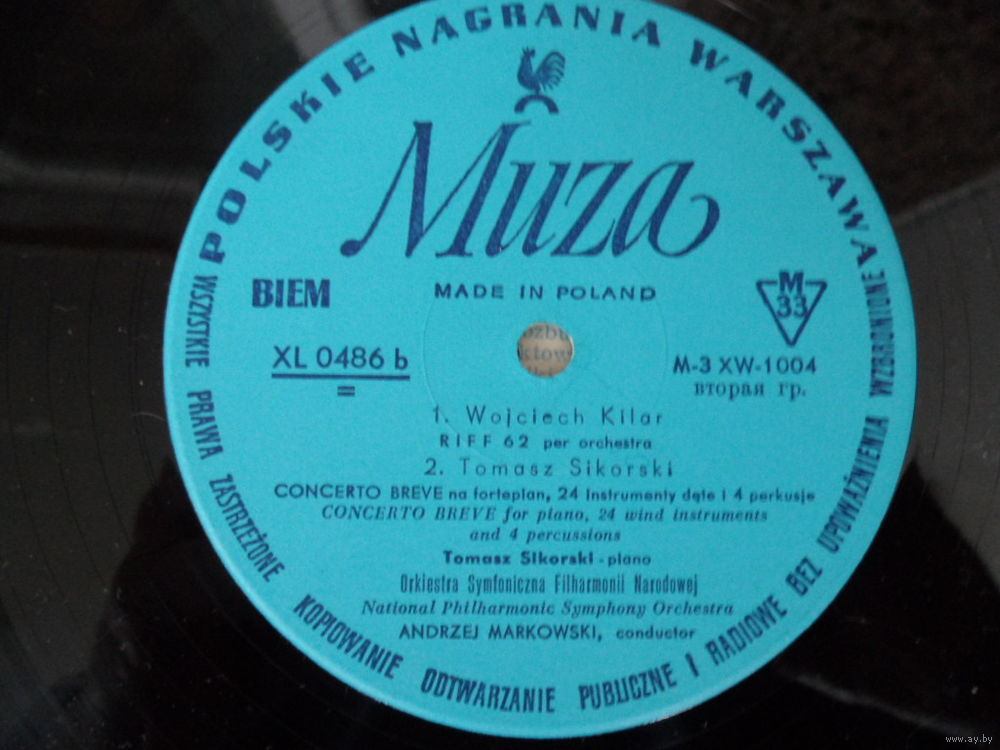 POLSKIE NAGRANIA WARSZAWA
Muza
BIEM
MADE IN POLAND
M
33
XL 0486 b
M-3 XW-1004
вторая гр.
1. Wojciech Kilar
RIFF 62 per orchestra
2. Tomasz Sikorski
CONCERTO BREVE na forteplan, 24 instrumenty dęte i 4 perkusje
CONCERTO BREVE for piano, 24 wind instruments
and 4 percussions
Tomasz Sikorski - piano
Orkiestra Symfoniczna Filharmonii Narodowej
National Philharmonic Symphony Orchestra
ANDRZEJ MARKOWSKI, conductor
WSZYSTKIE PRAWA ZASTRZEŻONE KOPIOWANIE ODTWARZANIE PUBLICZNE I RADIOWE BEZ UPOWAŻNIENIA WZBRONIONE
www.ay.by